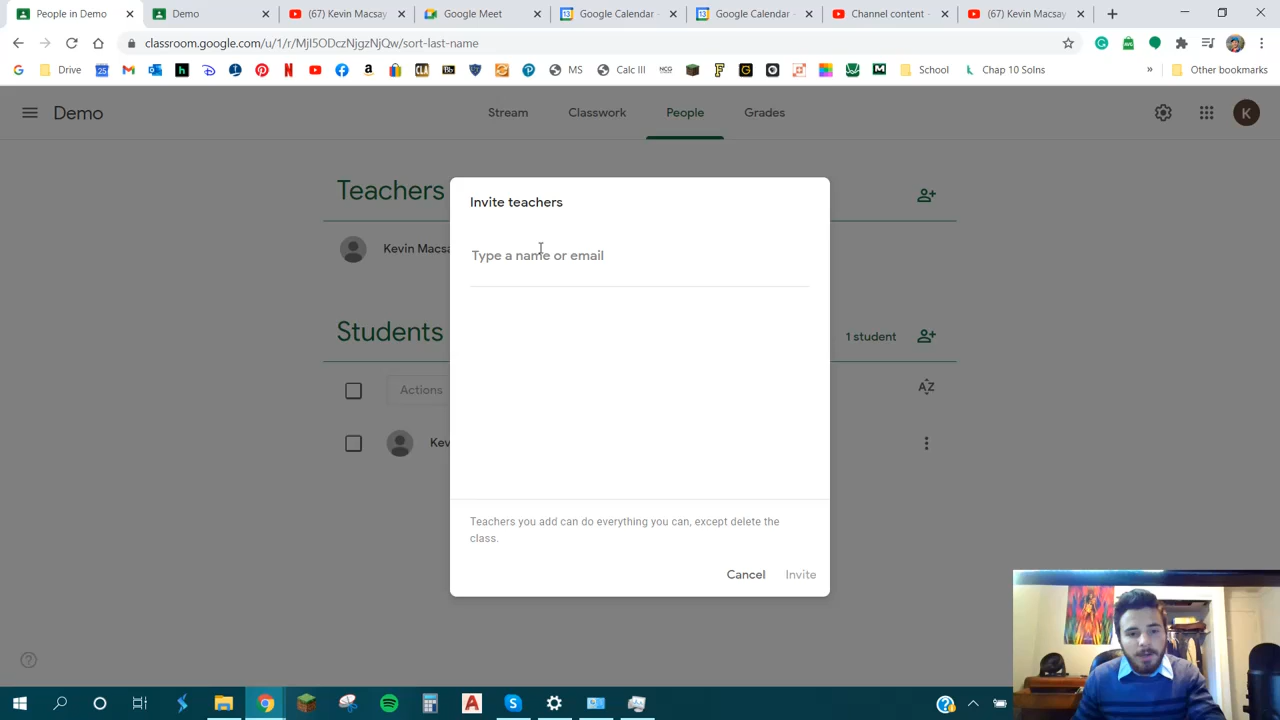 People in Demo
Demo
(67) Kevin Macsay
Google Meet
Google Calendar -
Google Calendar -
Channel content -
(67) Kevin Macsay
classroom.google.com/u/1/r/MjI5ODczNjgzNjQw/sort-last-name
Drive
MS
Calc III
School
Chap 10 Solns
»
Other bookmarks
Demo
Stream
Classwork
People
Grades
K
Teachers
Kevin Macsa
Invite teachers
Type a name or email
Students
1 student
Actions
AZ
Kev
Teachers you add can do everything you can, except delete the
class.
Cancel
Invite